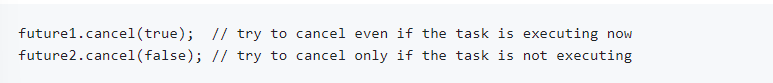 future1.cancel(true);  // try to cancel even if the task is executing now
future2.cancel(false); // try to cancel only if the task is not executing